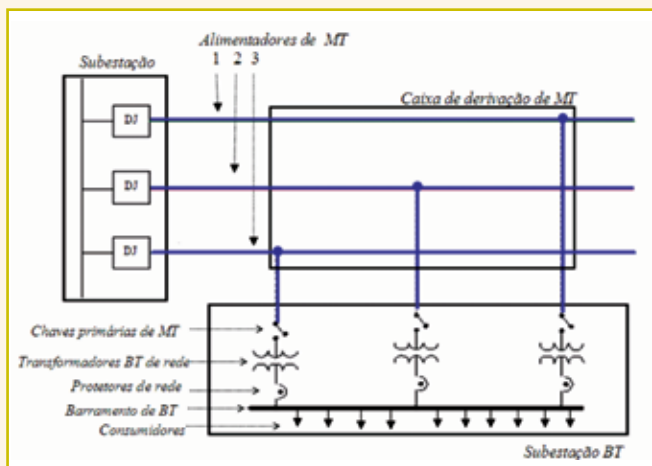 Alimentadores de MT
1 2 3
Subestação
Caixa de derivação de MT
DJ
DJ
DJ
Chaves primárias de MT
Transformadores BT de rede
Protetores de rede
Barramento de BT
Consumidores
Subestação BT